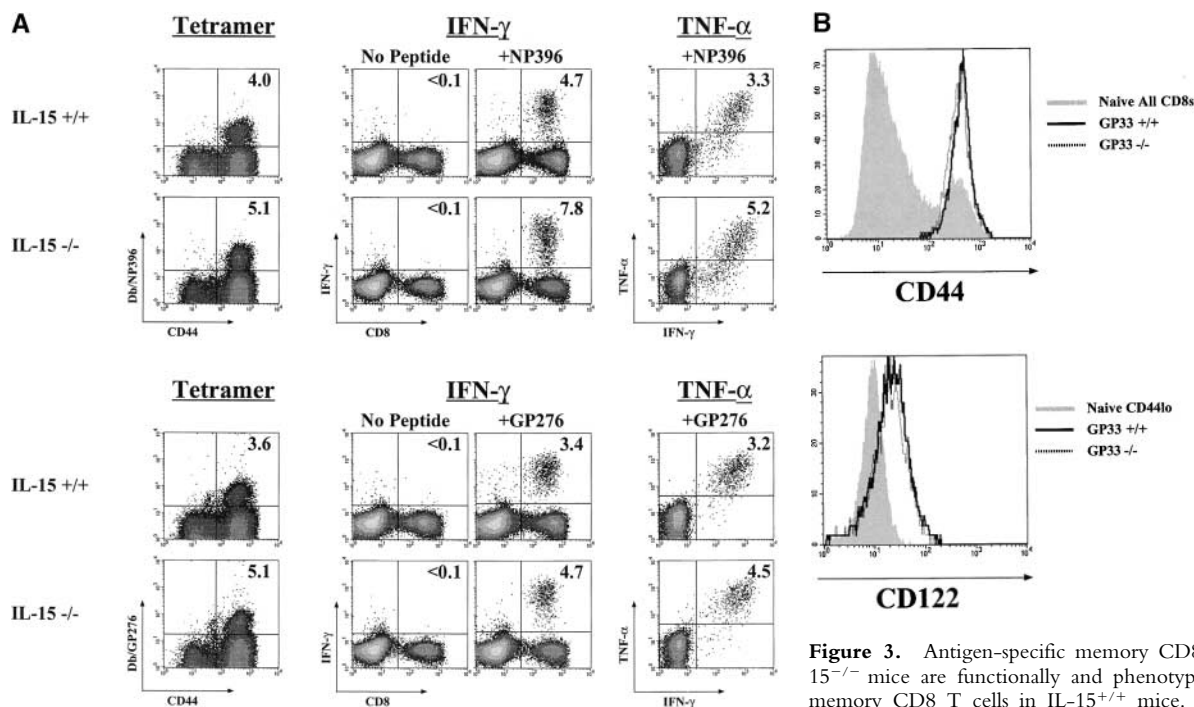 A
Tetramer IFN-γ TNF-α
No Peptide +NP396 +NP396
IL-15 +/+
4.0 <0.1 4.7 3.3
IL-15 -/-
5.1 <0.1 7.8 5.2
Db/NP396 IFN-γ TNF-α
CD44 CD8 IFN-γ
Tetramer IFN-γ TNF-α
No Peptide +GP276 +GP276
IL-15 +/+
3.6 <0.1 3.4 3.2
IL-15 -/-
5.1 <0.1 4.7 4.5
Db/GP276 IFN-γ TNF-α
CD44 CD8 IFN-γ
B
Naive All CD8s
GP33 +/+
GP33 -/-
CD44
Naive CD44lo
GP33 +/+
GP33 -/-
CD122
Figure 3. Antigen-specific memory CD8
15−/− mice are functionally and phenotyp
memory CD8 T cells in IL-15+/+ mice.